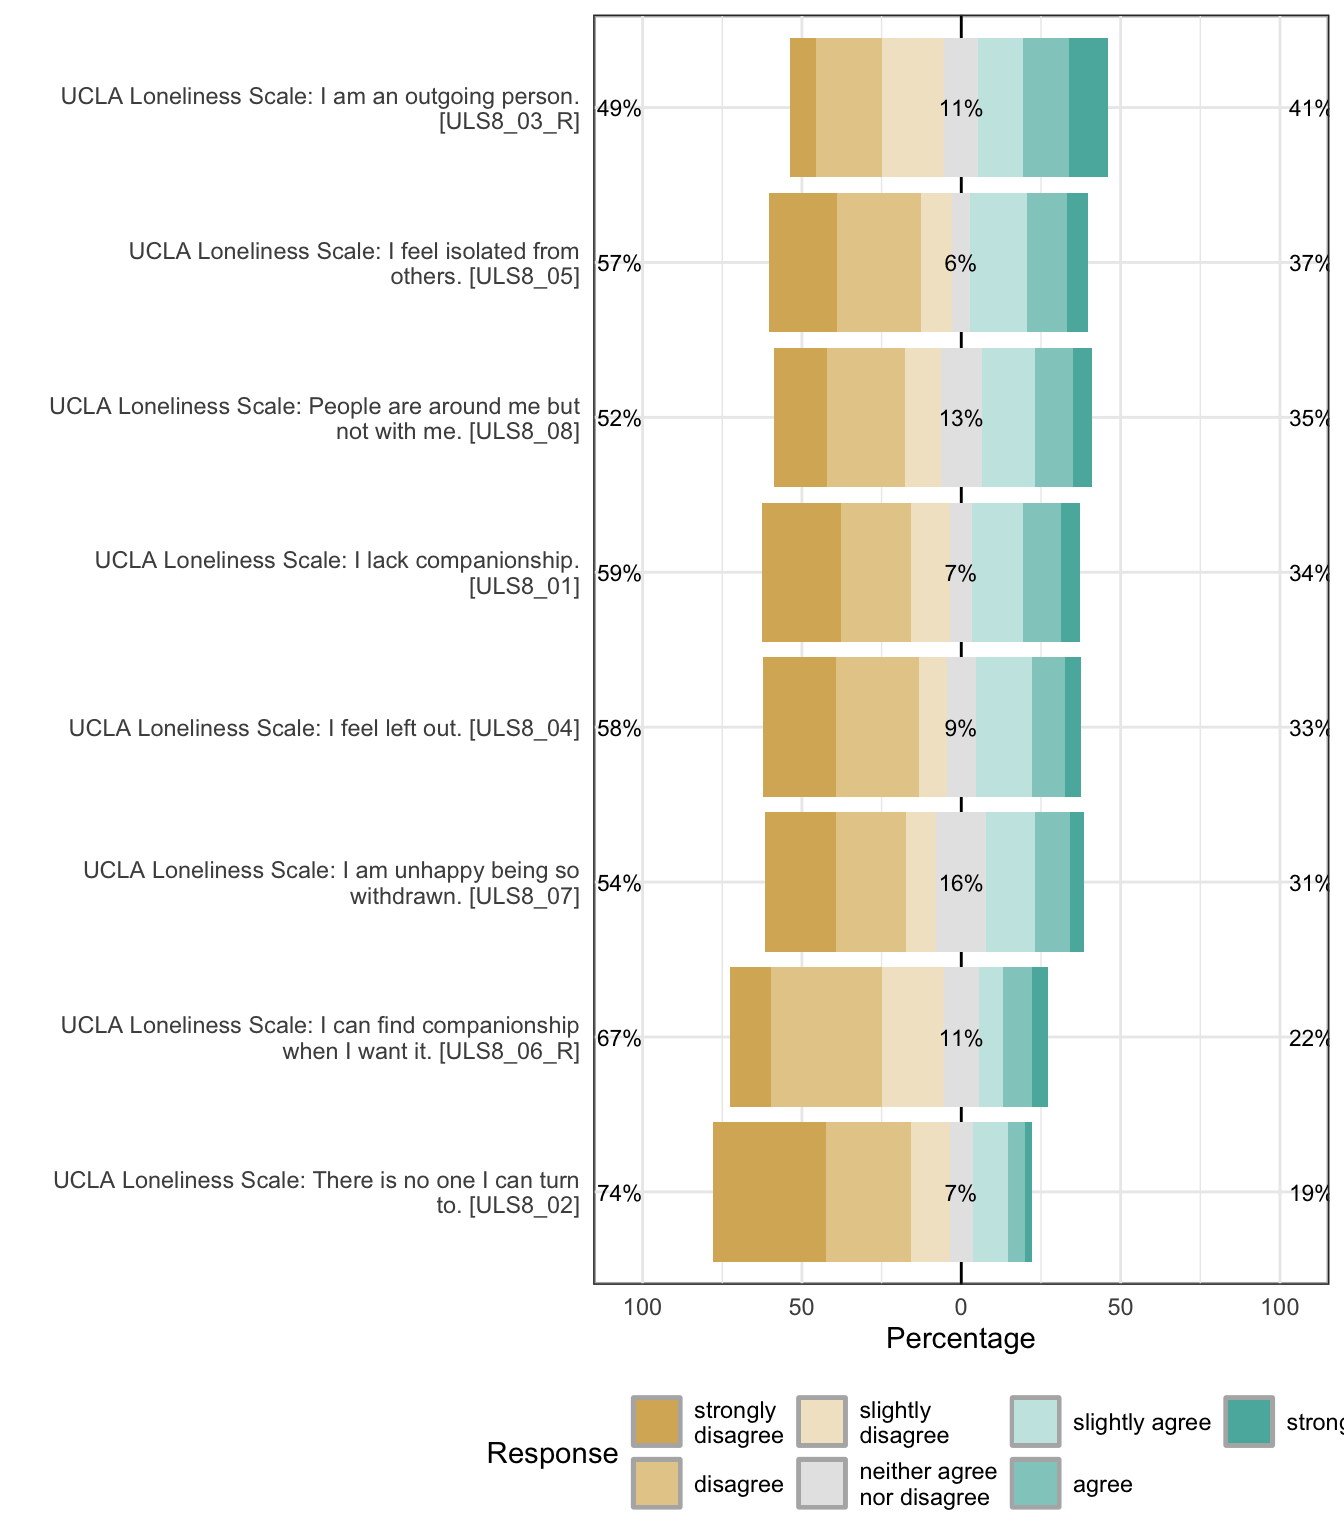 UCLA Loneliness Scale: I am an outgoing person.
[ULS8_03_R]
49%
11%
41%
UCLA Loneliness Scale: I feel isolated from
others. [ULS8_05]
57%
6%
37%
UCLA Loneliness Scale: People are around me but
not with me. [ULS8_08]
52%
13%
35%
UCLA Loneliness Scale: I lack companionship.
[ULS8_01]
59%
7%
34%
UCLA Loneliness Scale: I feel left out. [ULS8_04]
58%
9%
33%
UCLA Loneliness Scale: I am unhappy being so
withdrawn. [ULS8_07]
54%
16%
31%
UCLA Loneliness Scale: I can find companionship
when I want it. [ULS8_06_R]
67%
11%
22%
UCLA Loneliness Scale: There is no one I can turn
to. [ULS8_02]
74%
7%
19%
100 50 0 50 100
Percentage
Response
strongly
disagree
disagree
slightly
disagree
neither agree
nor disagree
slightly agree
agree